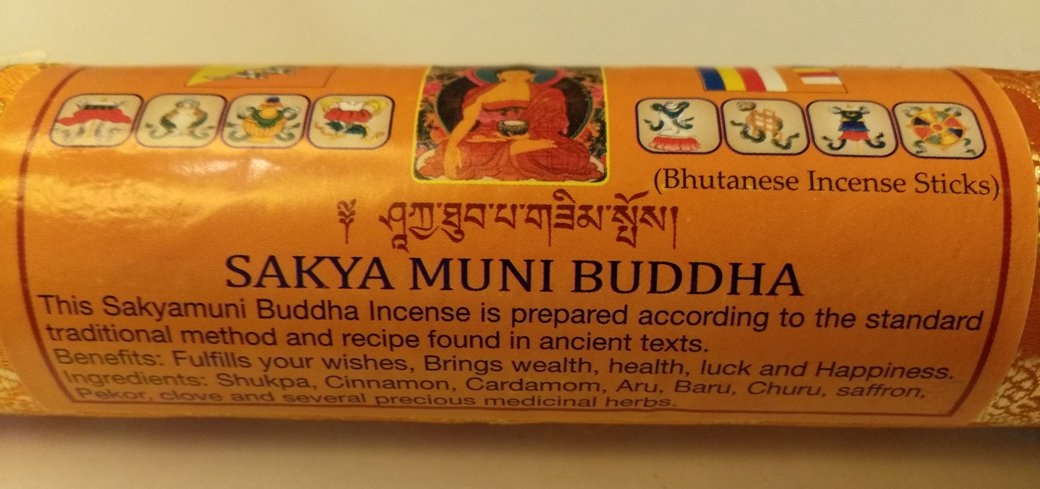 (Bhutanese Incense Sticks)
༈ ཤཱཀྱ་ཐུབ་པ་གཟིམ་སྤོས།
SAKYA MUNI BUDDHA
This Sakyamuni Buddha Incense is prepared according to the standard
traditional method and recipe found in ancient texts.
Benefits: Fulfills your wishes, Brings wealth, health, luck and Happiness.
Ingredients: Shukpa, Cinnamon, Cardamom, Aru, Baru, Churu, saffron,
Pekor, clove and several precious medicinal herbs.